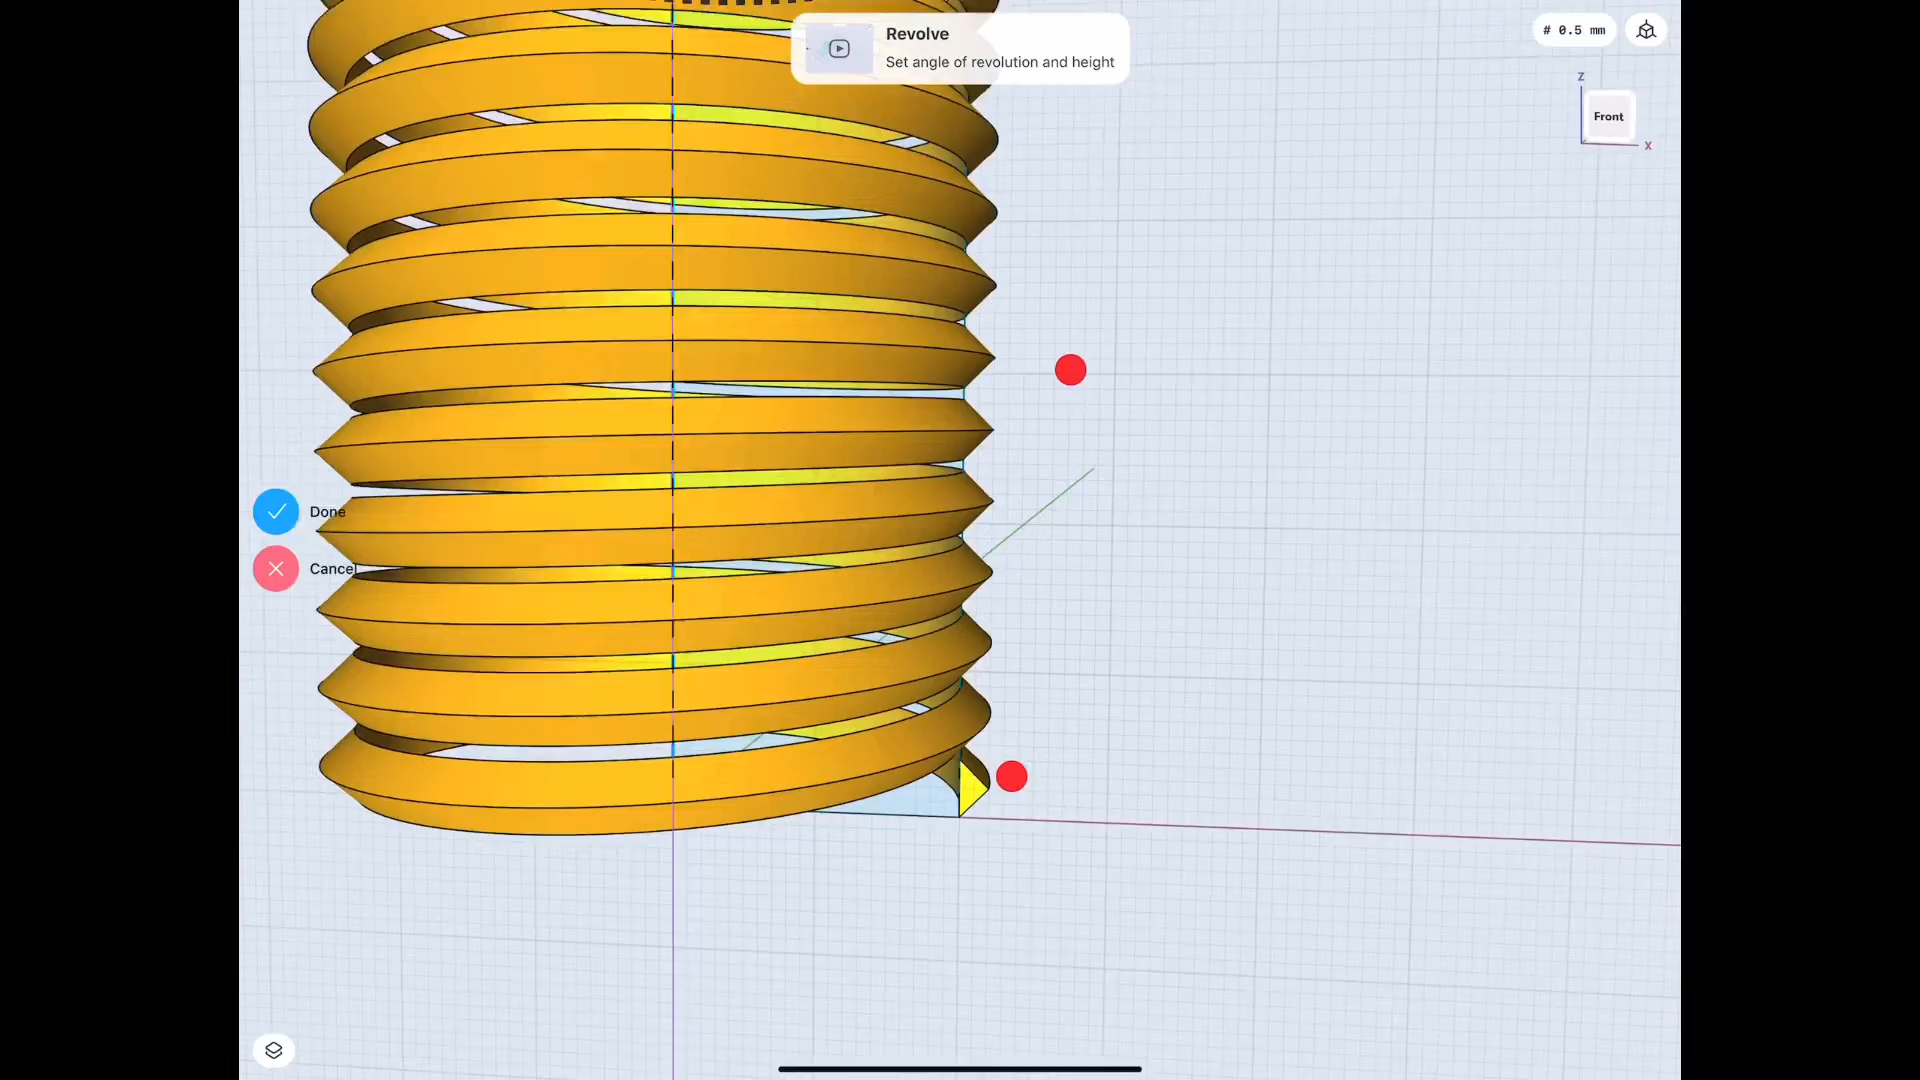 Revolve
Set angle of revolution and height
# 0.5 mm
Z
Front
X
Done
Cancel